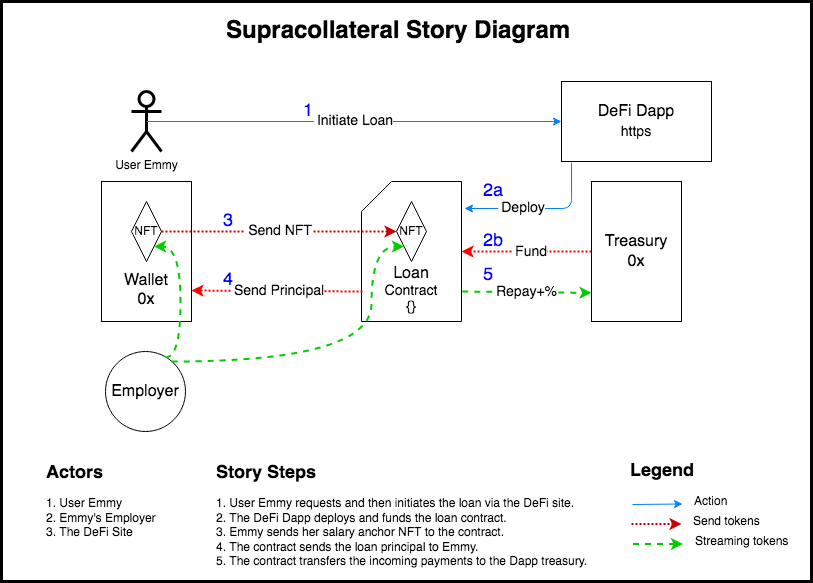 Supracollateral Story Diagram
1
Initiate Loan
DeFi Dapp
https
User Emmy
2a
Deploy
NFT
3
Send NFT
NFT
2b
Fund
Treasury
0x
Wallet
0x
4
Send Principal
Loan
Contract
{}
5
Repay+%
Employer
Actors
1. User Emmy
2. Emmy's Employer
3. The DeFi Site
Story Steps
1. User Emmy requests and then initiates the loan via the DeFi site.
2. The DeFi Dapp deploys and funds the loan contract.
3. Emmy sends her salary anchor NFT to the contract.
4. The contract sends the loan principal to Emmy.
5. The contract transfers the incoming payments to the Dapp treasury.
Legend
Action
Send tokens
Streaming tokens